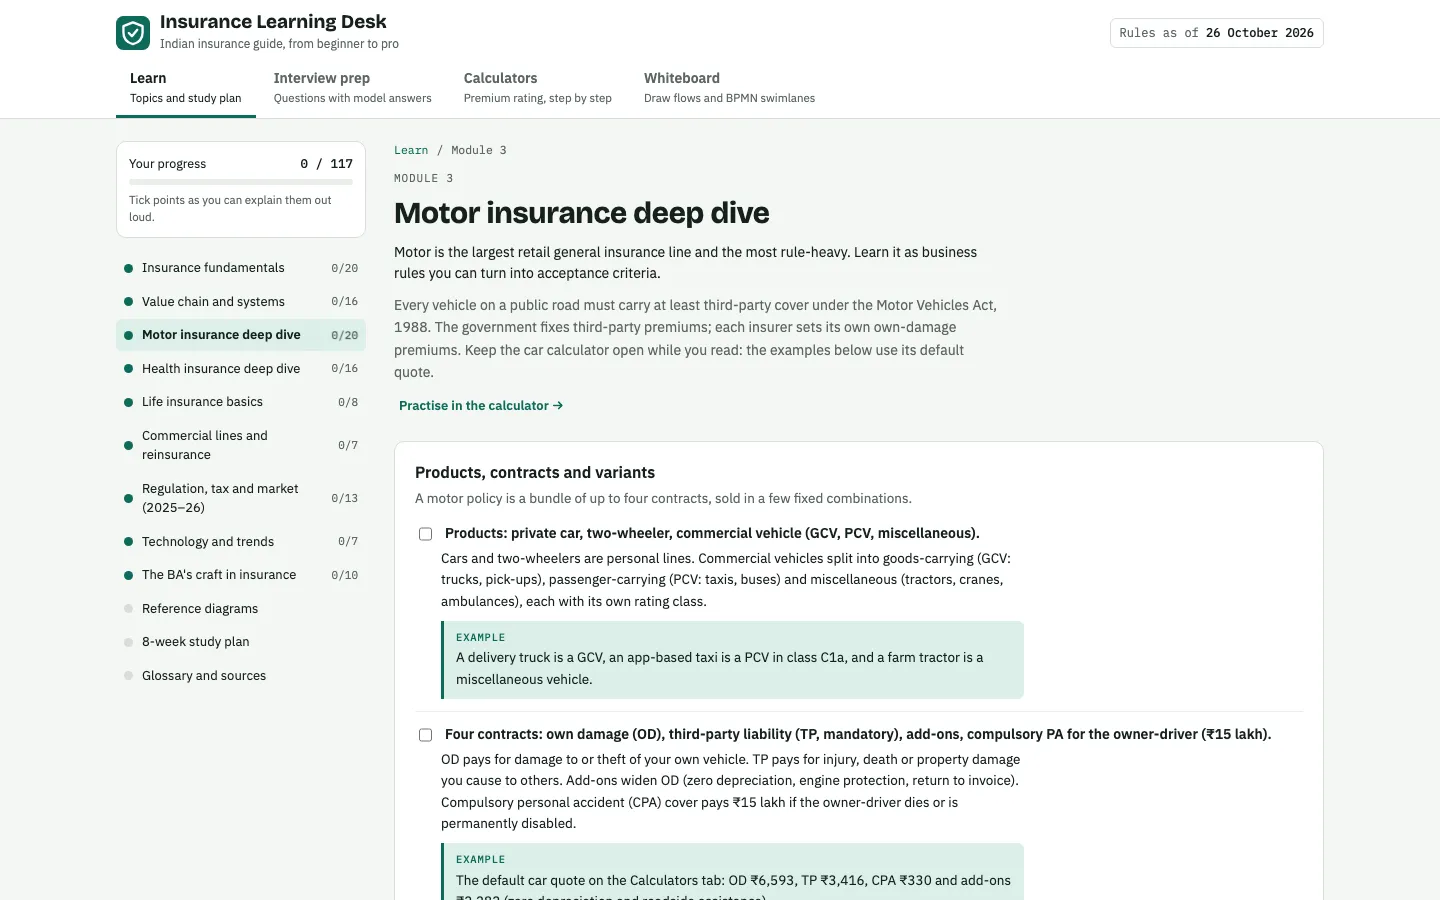 Insurance Learning Desk
Indian insurance guide, from beginner to pro
Rules as of 26 October 2026
Learn
Topics and study plan
Interview prep
Questions with model answers
Calculators
Premium rating, step by step
Whiteboard
Draw flows and BPMN swimlanes
Your progress 0 / 117
Tick points as you can explain them out
loud.
Insurance fundamentals 0/20
Value chain and systems 0/16
Motor insurance deep dive 0/20
Health insurance deep dive 0/16
Life insurance basics 0/8
Commercial lines and
reinsurance 0/7
Regulation, tax and market
(2025–26) 0/13
Technology and trends 0/7
The BA's craft in insurance 0/10
Reference diagrams
8-week study plan
Glossary and sources
Learn / Module 3
MODULE 3
Motor insurance deep dive
Motor is the largest retail general insurance line and the most rule-heavy. Learn it as business
rules you can turn into acceptance criteria.
Every vehicle on a public road must carry at least third-party cover under the Motor Vehicles Act,
1988. The government fixes third-party premiums; each insurer sets its own own-damage
premiums. Keep the car calculator open while you read: the examples below use its default
quote.
Practise in the calculator →
Products, contracts and variants
A motor policy is a bundle of up to four contracts, sold in a few fixed combinations.
Products: private car, two-wheeler, commercial vehicle (GCV, PCV, miscellaneous).
Cars and two-wheelers are personal lines. Commercial vehicles split into goods-carrying (GCV:
trucks, pick-ups), passenger-carrying (PCV: taxis, buses) and miscellaneous (tractors, cranes,
ambulances), each with its own rating class.
EXAMPLE
A delivery truck is a GCV, an app-based taxi is a PCV in class C1a, and a farm tractor is a
miscellaneous vehicle.
Four contracts: own damage (OD), third-party liability (TP, mandatory), add-ons, compulsory PA for the owner-driver (₹15 lakh).
OD pays for damage to or theft of your own vehicle. TP pays for injury, death or property damage
you cause to others. Add-ons widen OD (zero depreciation, engine protection, return to invoice).
Compulsory personal accident (CPA) cover pays ₹15 lakh if the owner-driver dies or is
permanently disabled.
EXAMPLE
The default car quote on the Calculators tab: OD ₹6,593, TP ₹3,416, CPA ₹330 and add-ons
(zero depreciation and roadside assistance)